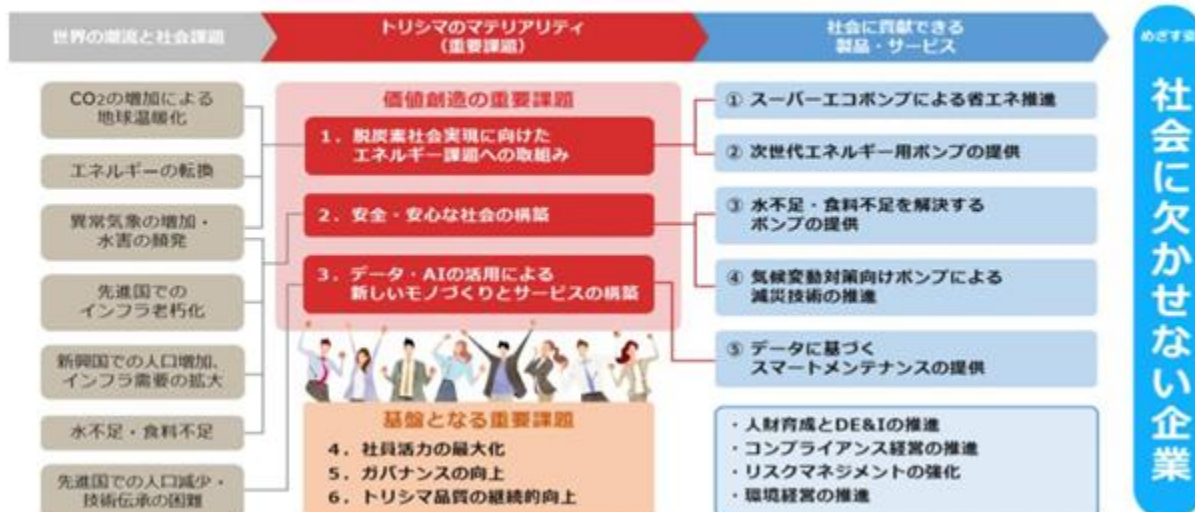 世界の潮流と社会課題
トリシマのマテリアリティ
（重要課題）
社会に貢献できる
製品・サービス
CO2の増加による
地球温暖化
エネルギーの転換
異常気象の増加・
水害の頻発
先進国での
インフラ老朽化
新興国での人口増加、
インフラ需要の拡大
水不足・食料不足
先進国での人口減少・
技術伝承の困難
価値創造の重要課題
1. 脱炭素社会実現に向けた
エネルギー課題への取組み
2. 安全・安心な社会の構築
3. データ・AIの活用による
新しいモノづくりとサービスの構築
基盤となる重要課題
4. 社員活力の最大化
5. ガバナンスの向上
6. トリシマ品質の継続的向上
① スーパーエコポンプによる省エネ推進
② 次世代エネルギー用ポンプの提供
③ 水不足・食料不足を解決する
ポンプの提供
④ 気候変動対策向けポンプによる
減災技術の推進
⑤ データに基づく
スマートメンテナンスの提供
・人財育成とDE&Iの推進
・コンプライアンス経営の推進
・リスクマネジメントの強化
・環境経営の推進
めざす姿
社会に欠かせない企業